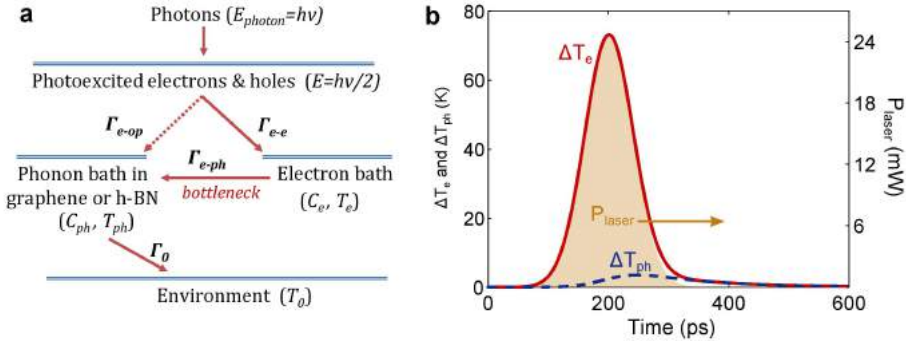 a
Photons (E_photon=hν)
Photoexcited electrons & holes (E=hν/2)
Γ_e-op
Γ_e-e
Γ_e-ph
bottleneck
Phonon bath in
graphene or h-BN
(C_ph, T_ph)
Electron bath
(C_e, T_e)
Γ_0
Environment (T_0)
b
ΔT_e and ΔT_ph (K)
80
60
40
20
0
ΔT_e
P_laser
ΔT_ph
24
18
12
6
P_laser (mW)
0 200 400 600
Time (ps)